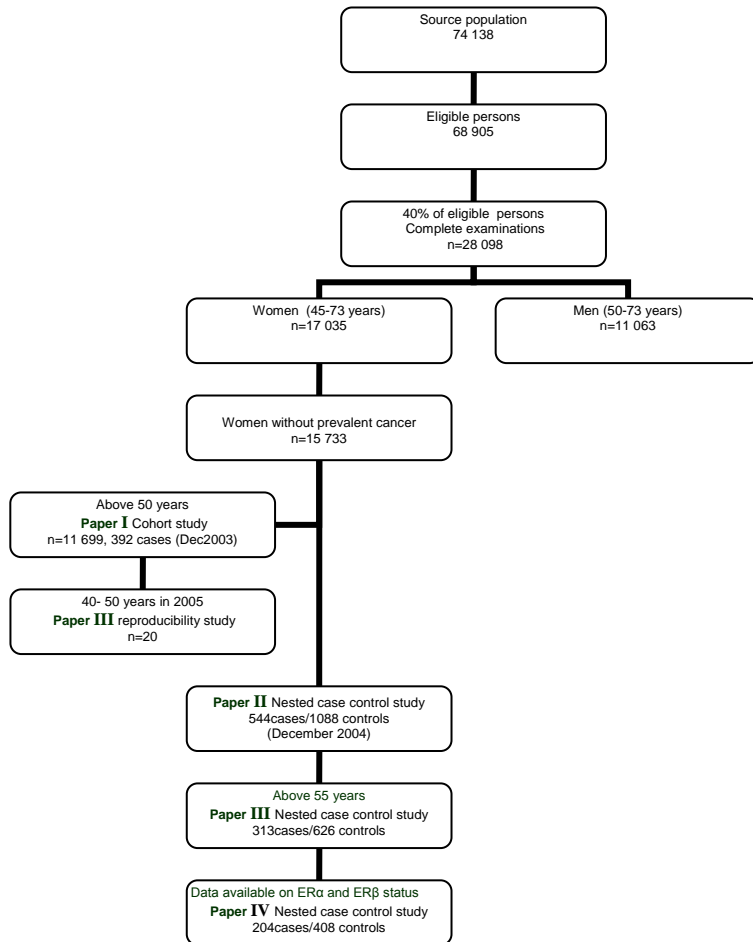 Source population
74 138
Eligible persons
68 905
40% of eligible persons
Complete examinations
n=28 098
Women (45-73 years)
n=17 035
Men (50-73 years)
n=11 063
Women without prevalent cancer
n=15 733
Above 50 years
Paper I Cohort study
n=11 699, 392 cases (Dec2003)
40- 50 years in 2005
Paper III reproducibility study
n=20
Paper II Nested case control study
544cases/1088 controls
(December 2004)
Above 55 years
Paper III Nested case control study
313cases/626 controls
Data available on ERα and ERβ status
Paper IV Nested case control study
204cases/408 controls